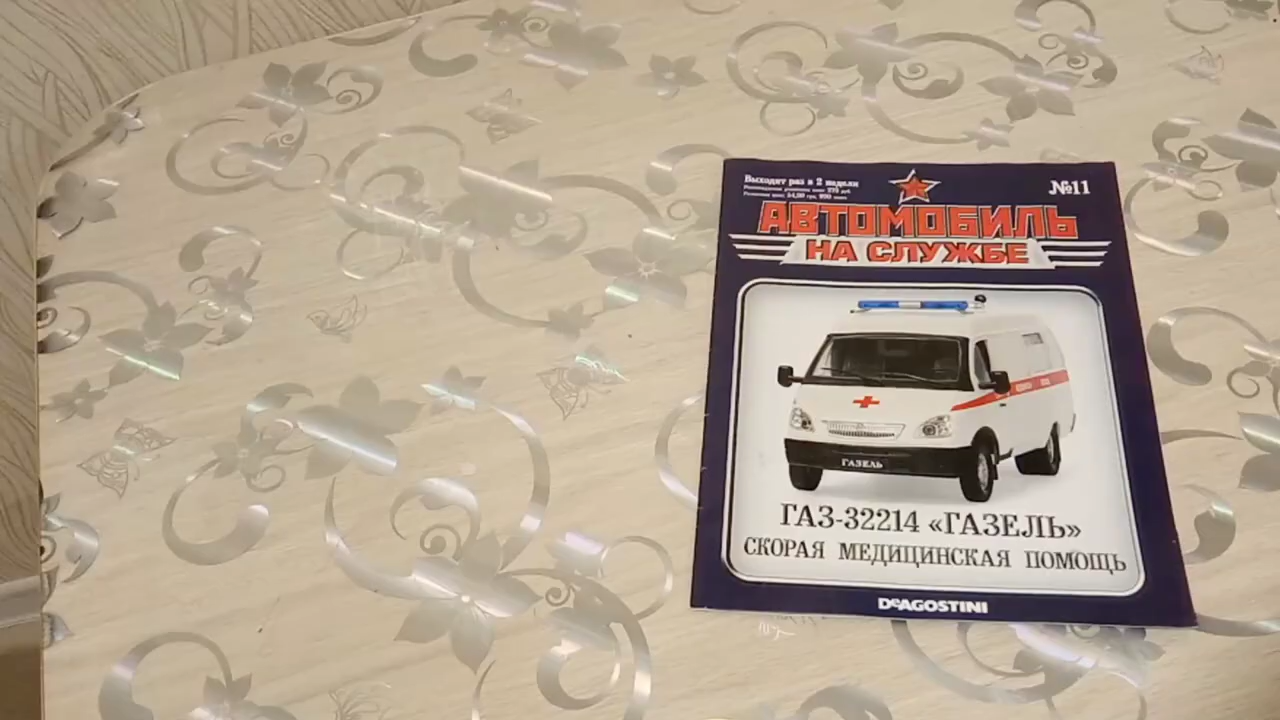 Выходит раз в 2 недели
№11
АВТОМОБИЛЬ
НА СЛУЖБЕ
ГАЗЕЛЬ
ГАЗ-32214 «ГАЗЕЛЬ»
СКОРАЯ МЕДИЦИНСКАЯ ПОМОЩЬ
DeAGOSTINI